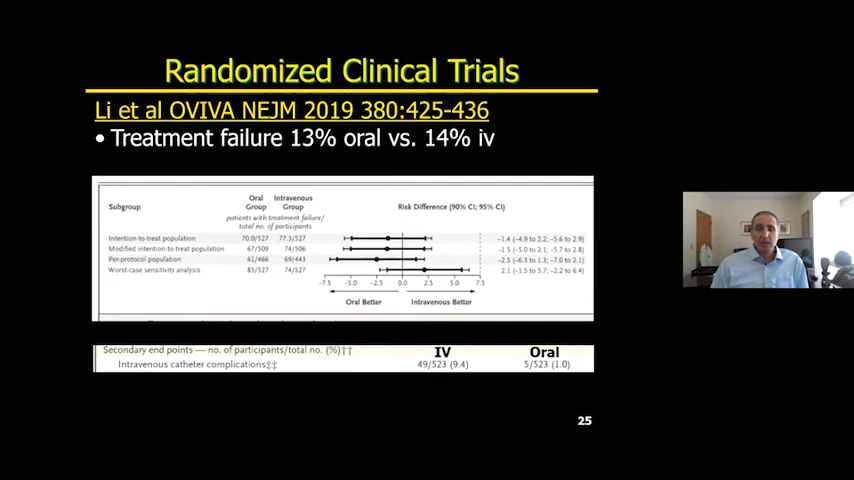 Randomized Clinical Trials
Li et al OVIVA NEJM 2019 380:425-436
• Treatment failure 13% oral vs. 14% iv
Subgroup Oral Group Intravenous Group Risk Difference (90% CI; 95% CI)
patients with treatment failure/
total no. of participants
Intention-to-treat population 70.0/527 77.3/527 –1.4 (–4.9 to 2.2; –5.6 to 2.9)
Modified intention-to-treat population 67/509 74/506 –1.5 (–5.0 to 2.1; –5.7 to 2.8)
Per-protocol population 61/466 69/443 –2.5 (–6.3 to 1.3; –7.0 to 2.1)
Worst-case sensitivity analysis 85/527 74/527 2.1 (–1.5 to 5.7; –2.2 to 6.4)
–7.5 –5.0 –2.5 0.0 2.5 5.0 7.5
Oral Better Intravenous Better
Secondary end points — no. of participants/total no. (%)†† IV Oral
Intravenous catheter complications‡‡ 49/523 (9.4) 5/523 (1.0)
25